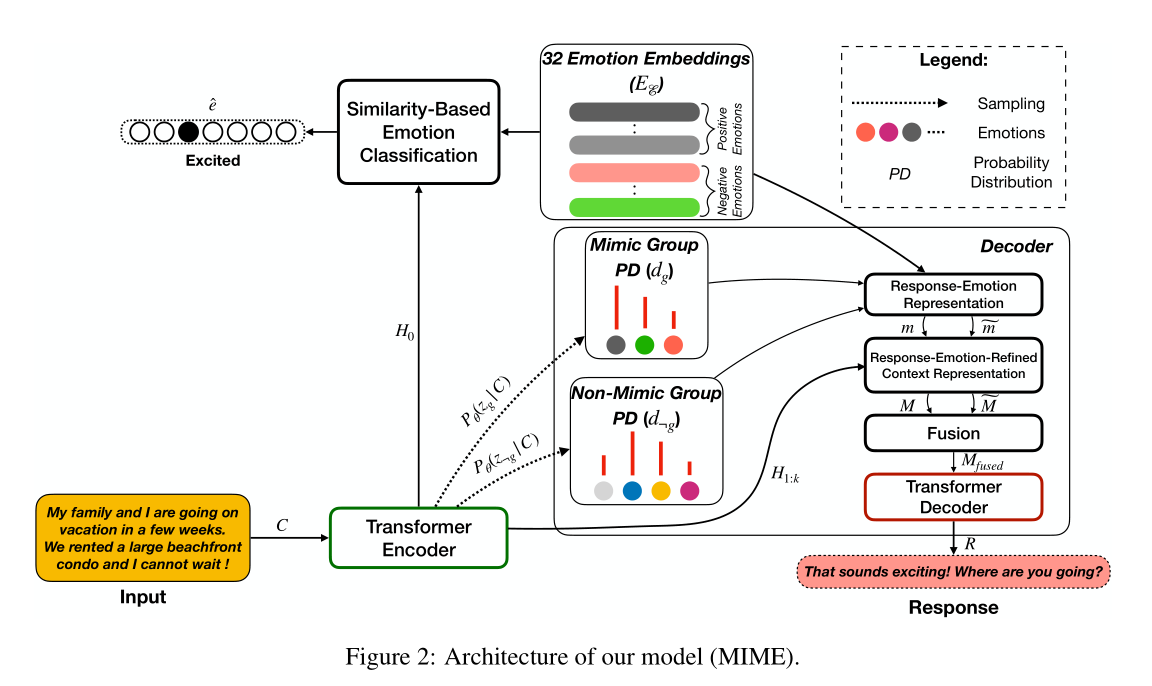 32 Emotion Embeddings
(E𝒞)
Positive
Emotions
Negative
Emotions
Similarity-Based
Emotion
Classification
ê
Excited
Legend:
Sampling
Emotions
PD
Probability
Distribution
Decoder
Mimic Group
PD (d_g)
Non-Mimic Group
PD (d_¬g)
Response-Emotion
Representation
m
m̃
Response-Emotion-Refined
Context Representation
M
M̃
Fusion
M_fused
Transformer
Decoder
R
That sounds exciting! Where are you going?
Response
H_0
P_θ(z_g | C)
P_θ(z_¬g | C)
H_1:k
My family and I are going on
vacation in a few weeks.
We rented a large beachfront
condo and I cannot wait !
Input
C
Transformer
Encoder
Figure 2: Architecture of our model (MIME).